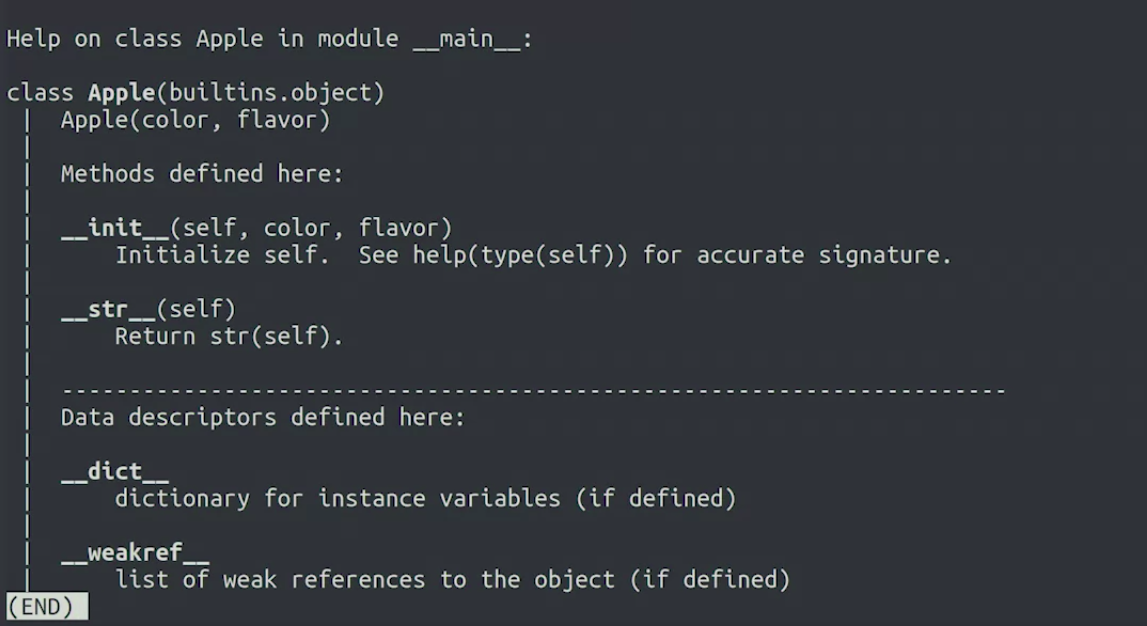 Help on class Apple in module __main__:
class Apple(builtins.object)
 |  Apple(color, flavor)
 |
 |  Methods defined here:
 |
 |  __init__(self, color, flavor)
 |      Initialize self.  See help(type(self)) for accurate signature.
 |
 |  __str__(self)
 |      Return str(self).
 |
 |  ----------------------------------------------------------------------
 |  Data descriptors defined here:
 |
 |  __dict__
 |      dictionary for instance variables (if defined)
 |
 |  __weakref__
 |      list of weak references to the object (if defined)
(END)